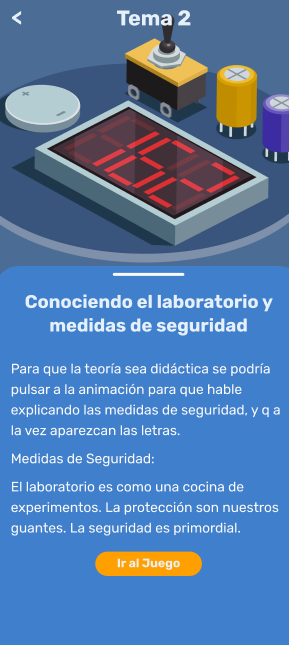 <
Tema 2
Conociendo el laboratorio y
medidas de seguridad
Para que la teoría sea didáctica se podría
pulsar a la animación para que hable
explicando las medidas de seguridad, y q a
la vez aparezcan las letras.
Medidas de Seguridad:
El laboratorio es como una cocina de
experimentos. La protección son nuestros
guantes. La seguridad es primordial.
Ir al Juego